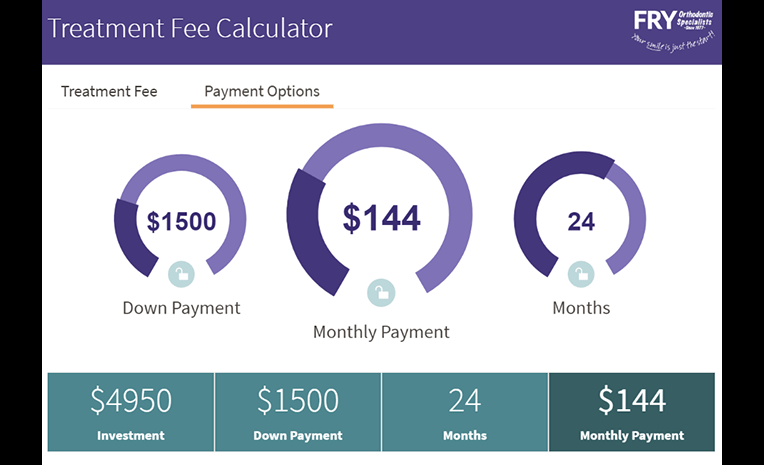 Treatment Fee Calculator
FRY Orthodontic
Specialists
-Since 1977-
your smile is just the start!
Treatment Fee
Payment Options
$1500
Down Payment
$144
Monthly Payment
24
Months
$4950
Investment
$1500
Down Payment
24
Months
$144
Monthly Payment